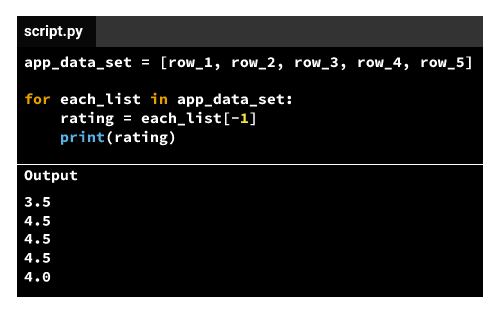 script.py
app_data_set = [row_1, row_2, row_3, row_4, row_5]
for each_list in app_data_set:
    rating = each_list[-1]
    print(rating)
Output
3.5
4.5
4.5
4.5
4.0